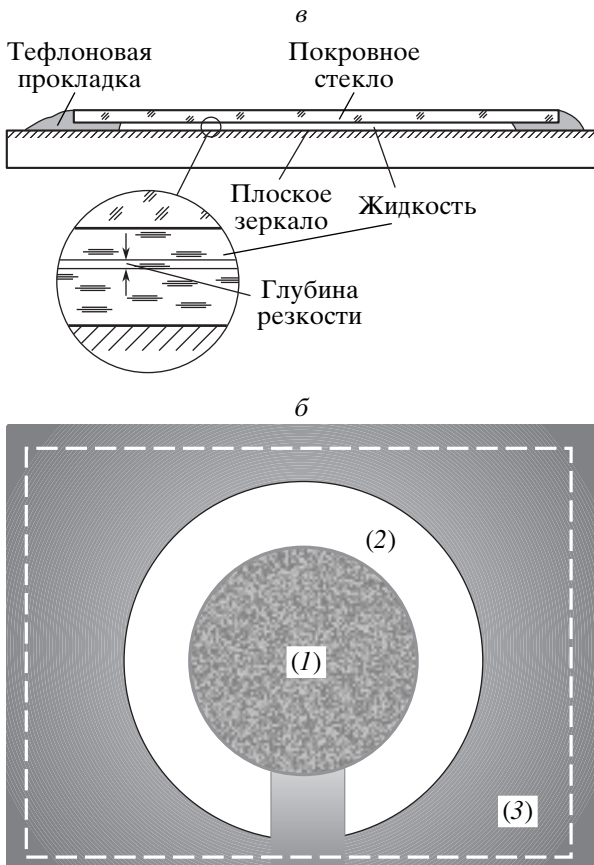 в
Тефлоновая
прокладка
Покровное
стекло
Плоское
зеркало
Жидкость
Глубина
резкости
б
(2)
(1)
(3)